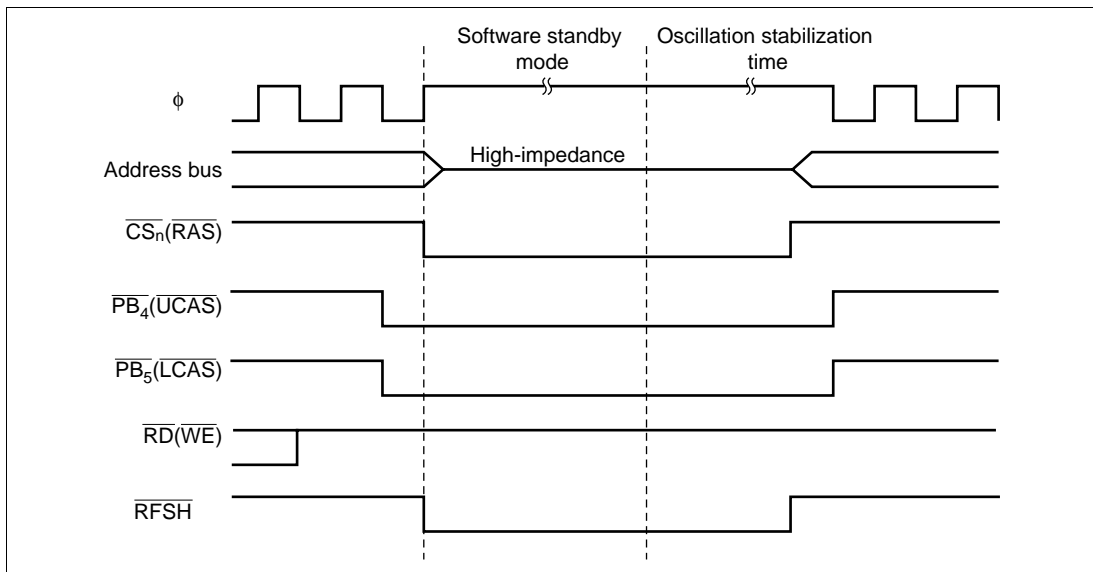 Software standby
mode
Oscillation stabilization
time
ϕ
Address bus
High-impedance
CSn(RAS)
PB4(UCAS)
PB5(LCAS)
RD(WE)
RFSH